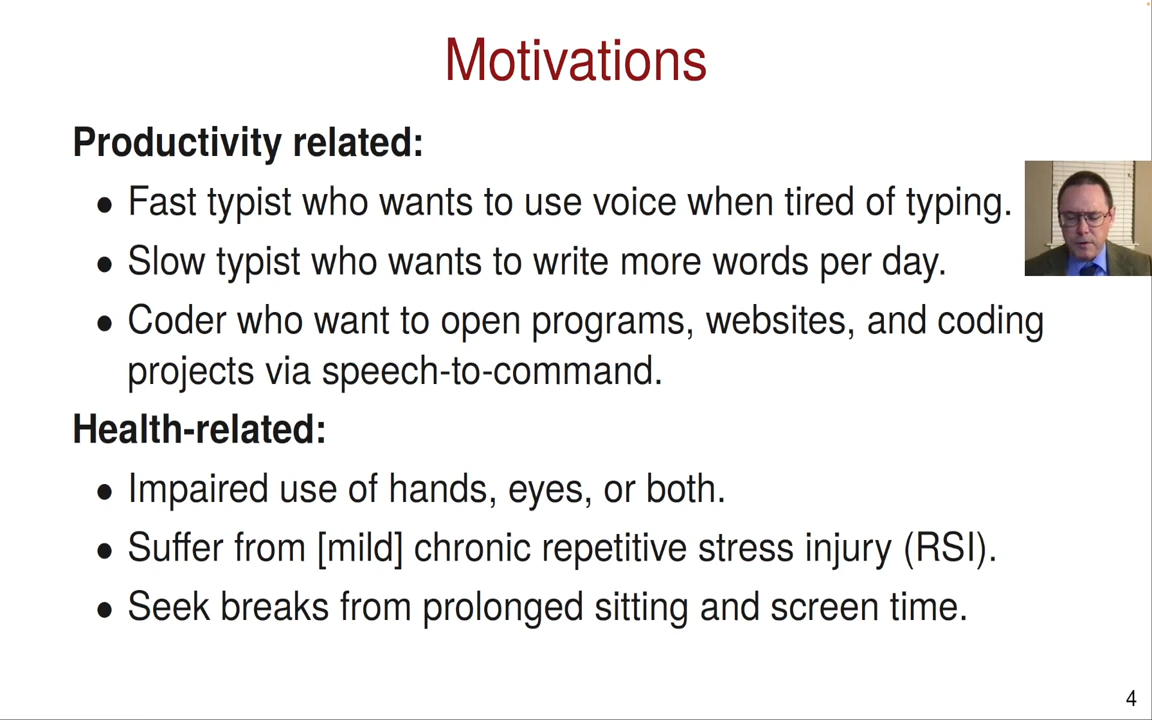 Motivations
Productivity related:
● Fast typist who wants to use voice when tired of typing.
● Slow typist who wants to write more words per day.
● Coder who want to open programs, websites, and coding
projects via speech-to-command.
Health-related:
● Impaired use of hands, eyes, or both.
● Suffer from [mild] chronic repetitive stress injury (RSI).
● Seek breaks from prolonged sitting and screen time.
4